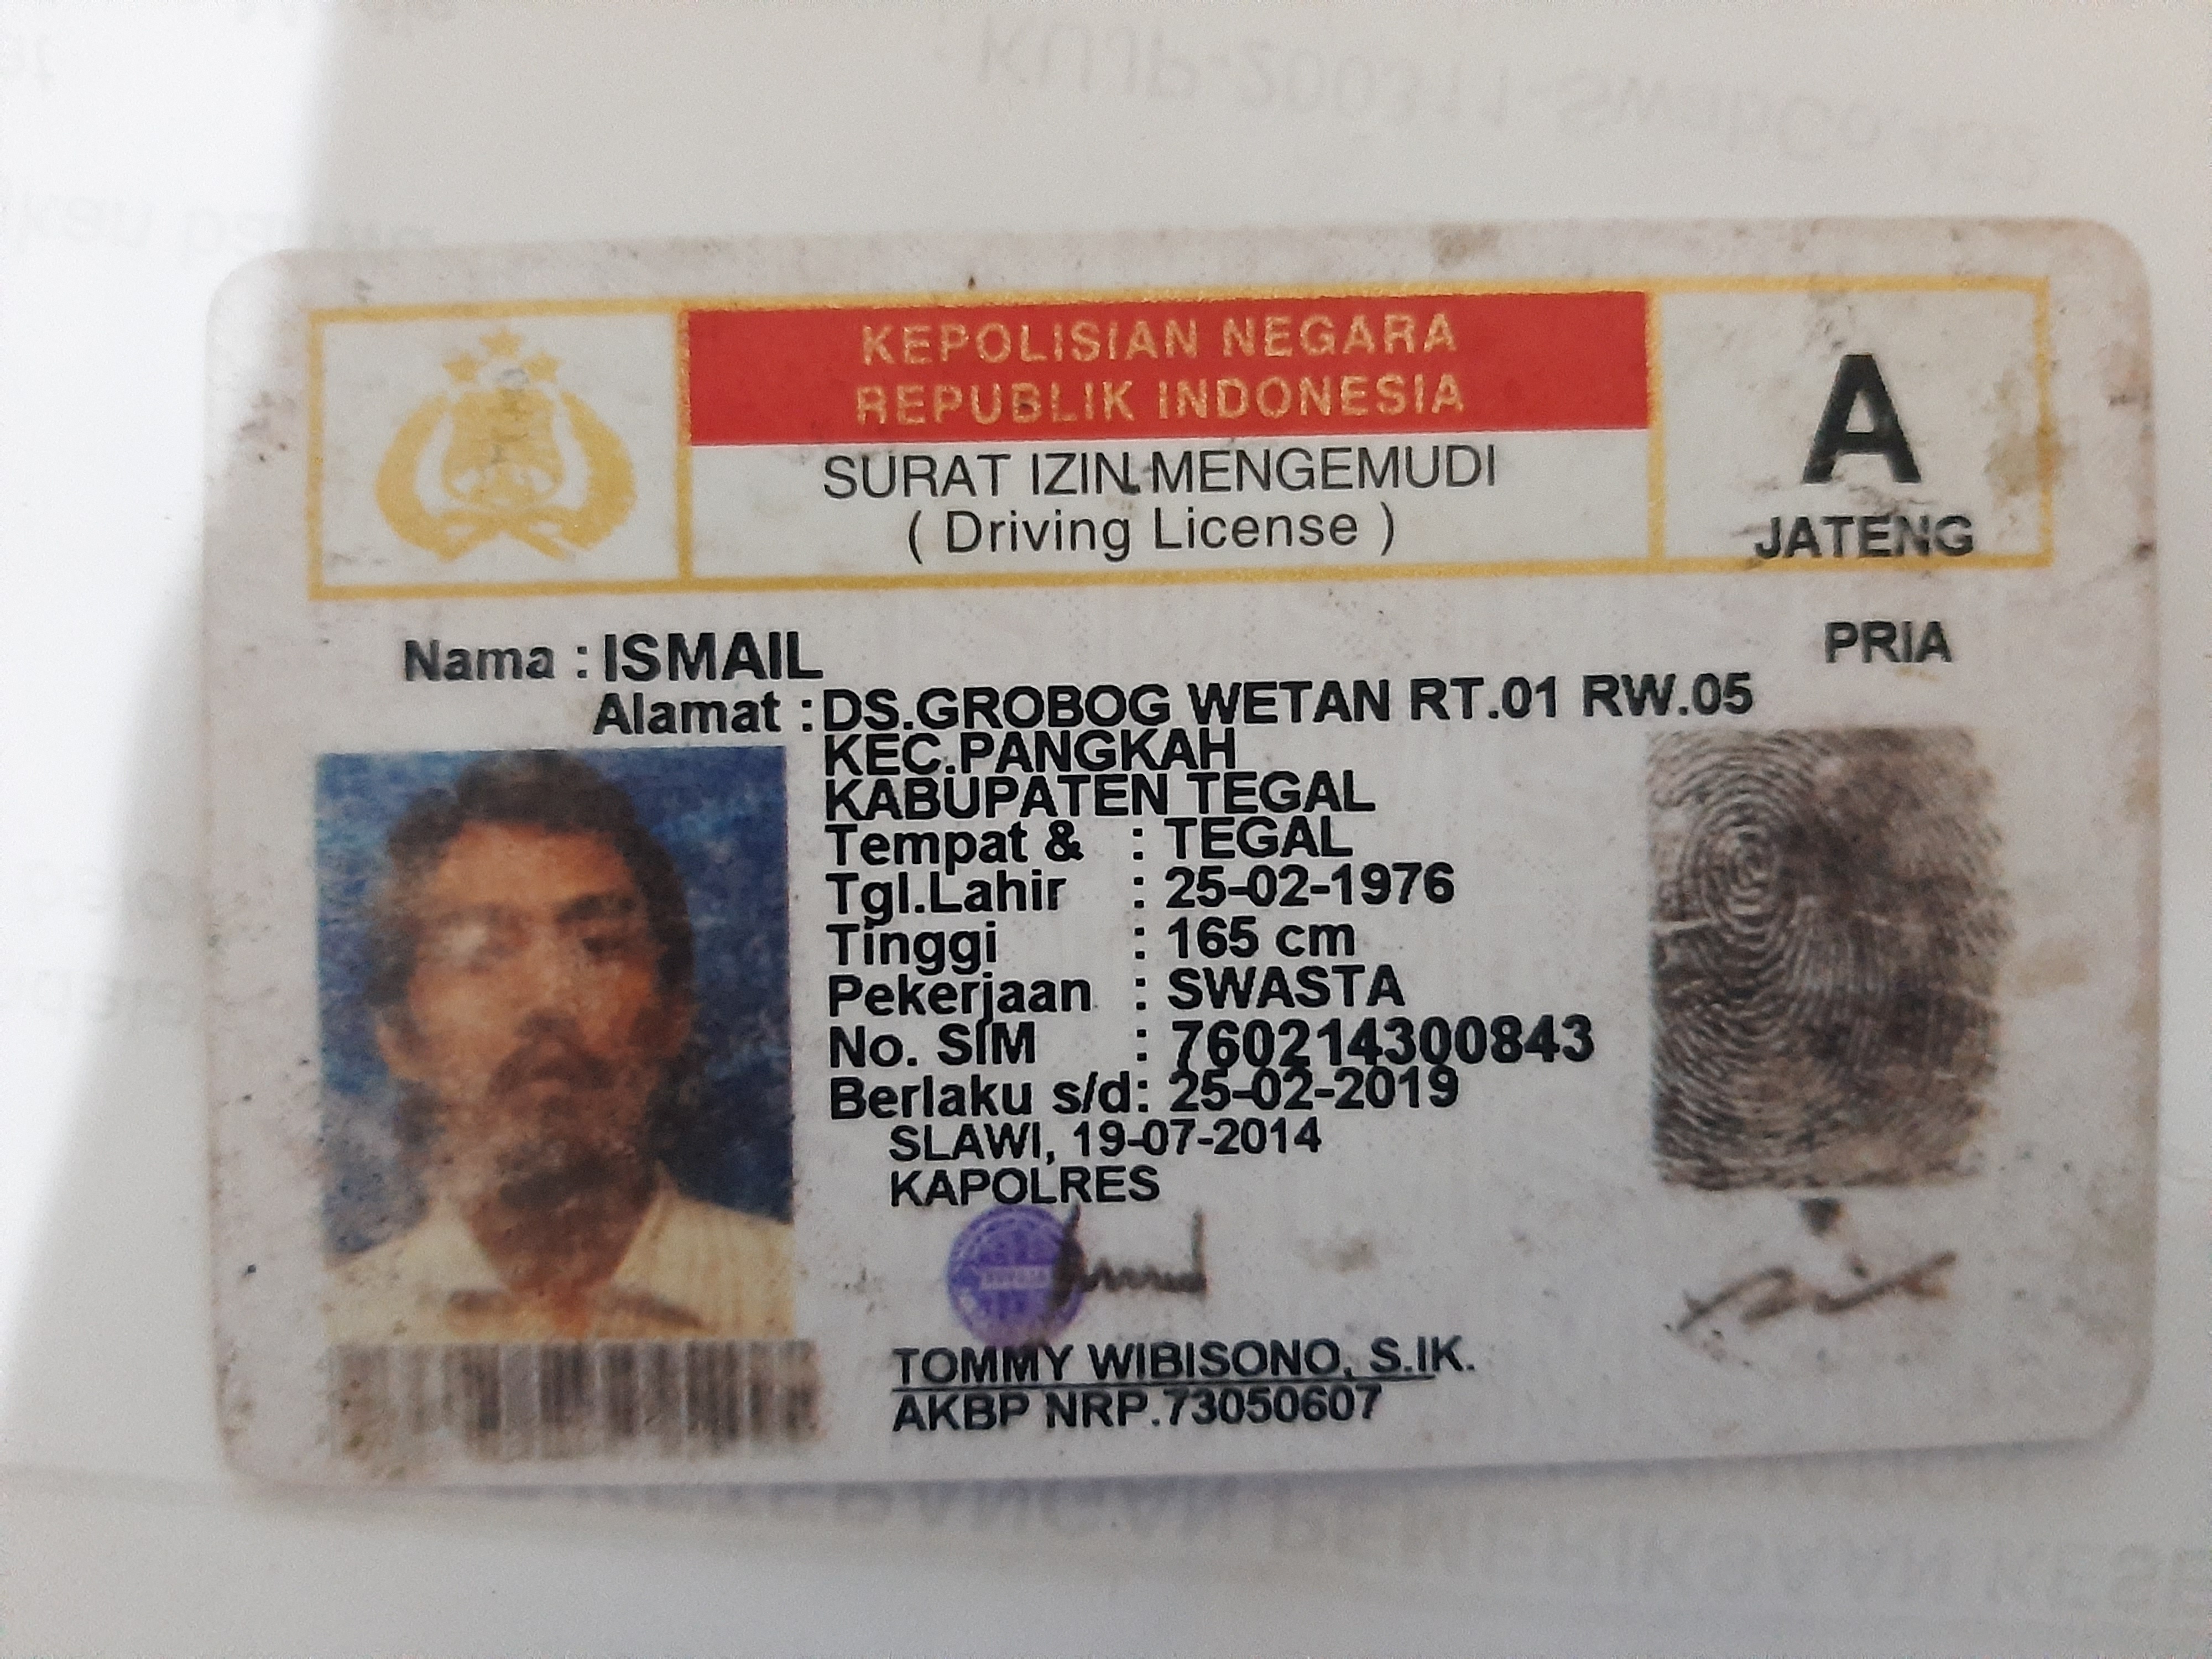 KEPOLISIAN NEGARA
REPUBLIK INDONESIA
SURAT IZIN MENGEMUDI
( Driving License )
A
JATENG
PRIA
Nama : ISMAIL
Alamat : DS.GROBOG WETAN RT.01 RW.05
KEC.PANGKAH
KABUPATEN TEGAL
Tempat & : TEGAL
Tgl.Lahir : 25-02-1976
Tinggi : 165 cm
Pekerjaan : SWASTA
No. SIM : 760214300843
Berlaku s/d: 25-02-2019
SLAWI, 19-07-2014
KAPOLRES
TOMMY WIBISONO, S.IK.
AKBP NRP.73050607